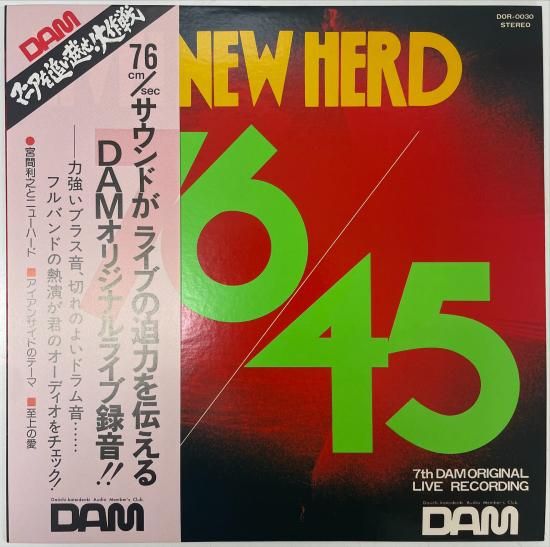 DAM
マニアを追い越せ!大作戦
76
cm/sec
サウンドがライブの迫力を伝える
DAMオリジナルライブ録音!!
――力強いブラス音、切れのよいドラム音……
フルバンドの熱演が君のオーディオをチェック!!
●宮間利之とニューハード ■アイアンサイドのテーマ ■至上の愛
Daiichi-kaneidenki Audio Member's Club.
DAM
DOR-0030
STEREO
NEW HERD
76/45
7th DAM ORIGINAL
LIVE RECORDING
Daiichi-kaneidenki Audio Member's Club.
DAM